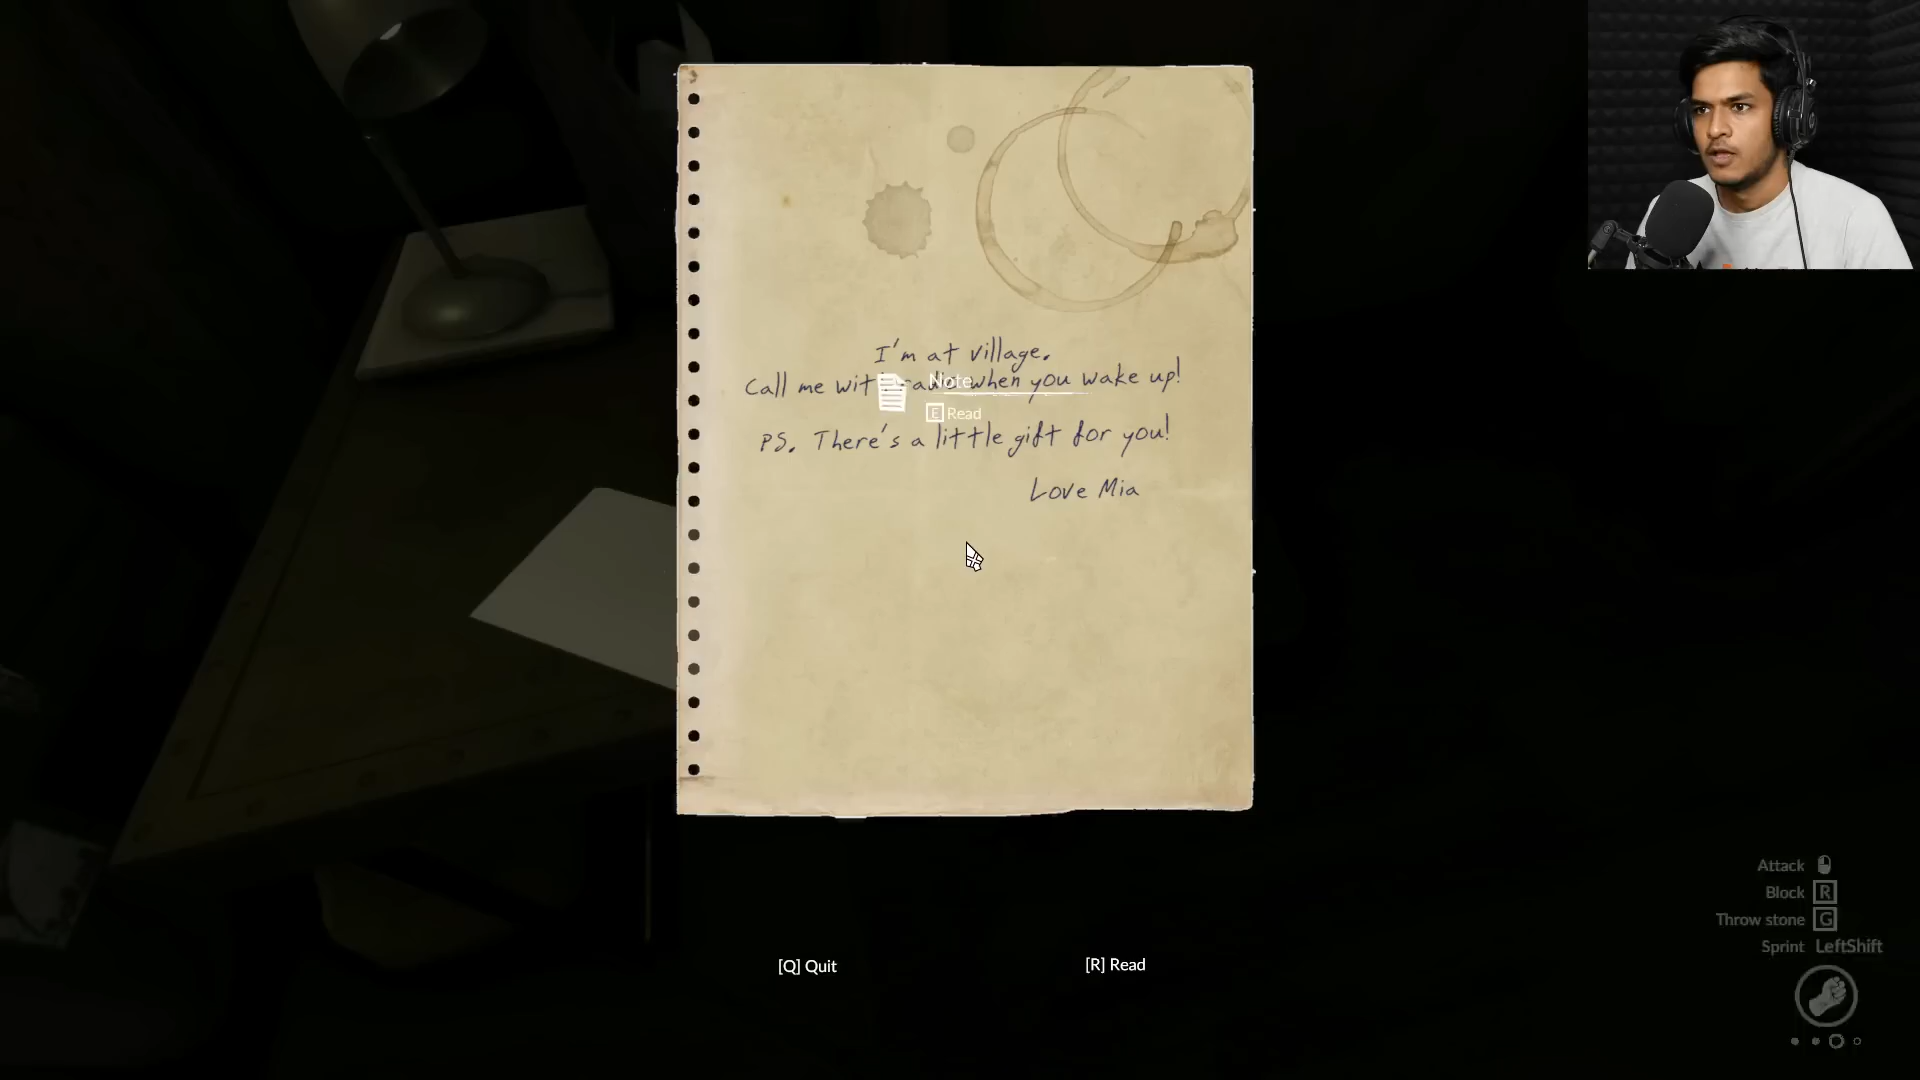 I'm at village.
Call me wit when you wake up!
Note
E Read
PS. There's a little gift for you!
Love Mia
Attack
Block R
Throw stone G
Sprint LeftShift
[Q] Quit
[R] Read